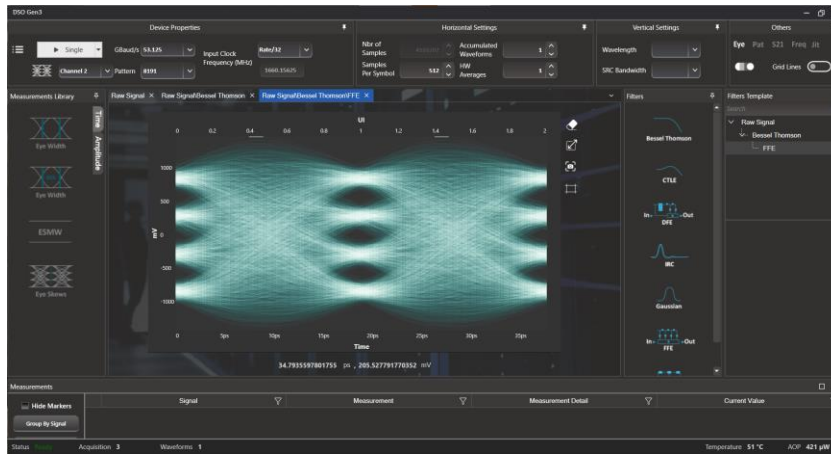 DSO Gen3
Device Properties
Horizontal Settings
Vertical Settings
Others
Single
GBaud/s 53.125
Input Clock
Frequency (MHz)
Rate/32
1660.15625
Channel 2
Pattern 8191
Nbr of
Samples
Accumulated
Waveforms
1
Samples
Per Symbol
512
HW
Averages
1
Wavelength
SRC Bandwidth
Eye Pat S21 Freq Jit
Grid Lines
Measurements Library
Raw Signal
Raw Signal\Bessel Thomson
Raw Signal\Bessel Thomson\FFE
Filters
Filters Template
Time
Amplitude
Eye Width
Eye Width
ESMW
Eye Skews
UI
0 0.2 0.4 0.6 0.8 1 1.2 1.4 1.6 1.8 2
1000
500
0
-500
-1000
mV
0 5ps 10ps 15ps 20ps 25ps 30ps 35ps
Time
34.7935597801755 ps , 205.527791770352 mV
Bessel Thomson
CTLE
In Out
DFE
IRC
Gaussian
In Out
FFE
Search
Raw Signal
Bessel Thomson
FFE
Measurements
Hide Markers
Group By Signal
Signal
Measurement
Measurement Detail
Current Value
Status Ready
Acquisition 3
Waveforms 1
Temperature 51 °C
AOP 421 μW